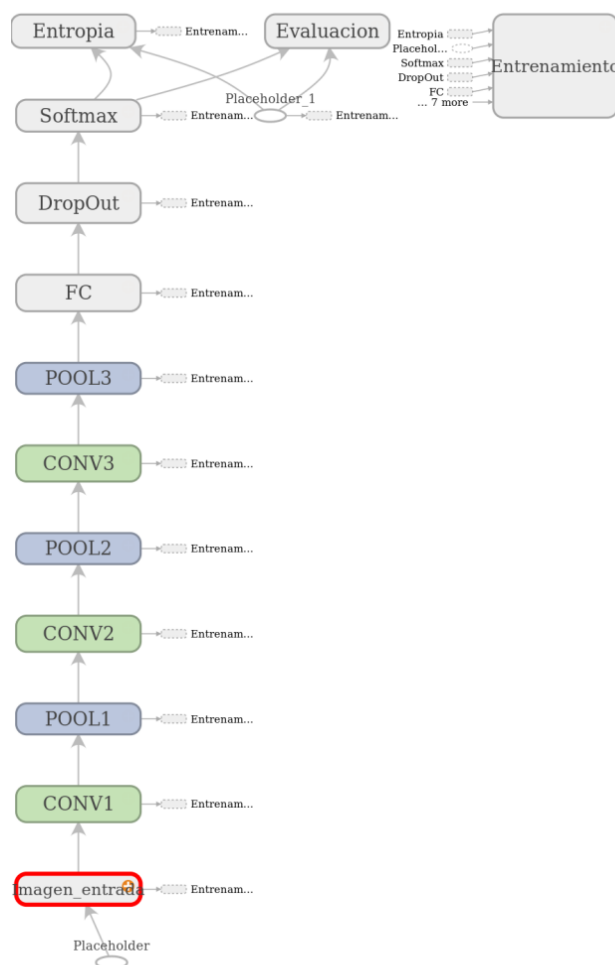 Entropia
Entrenam...
Evaluacion
Entropia
Placehol...
Softmax
DropOut
FC
... 7 more
Entrenamiento
Placeholder_1
Softmax
Entrenam...
Entrenam...
DropOut
Entrenam...
FC
Entrenam...
POOL3
Entrenam...
CONV3
Entrenam...
POOL2
Entrenam...
CONV2
Entrenam...
POOL1
Entrenam...
CONV1
Entrenam...
Imagen_entrada
Entrenam...
Placeholder